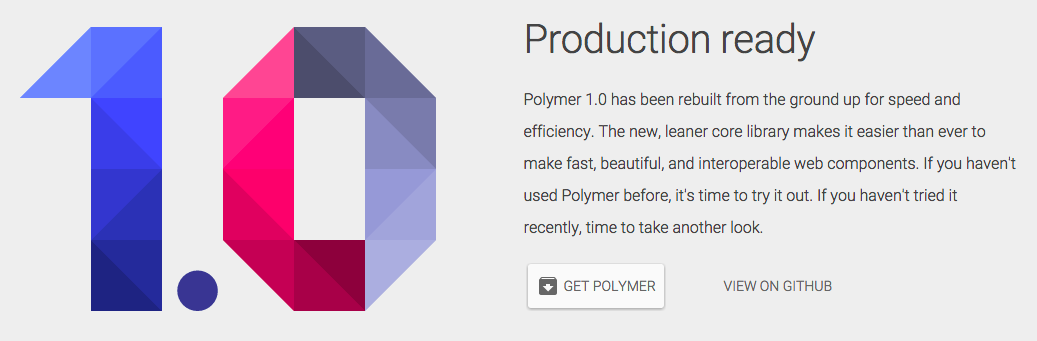 1.0
Production ready
Polymer 1.0 has been rebuilt from the ground up for speed and
efficiency. The new, leaner core library makes it easier than ever to
make fast, beautiful, and interoperable web components. If you haven't
used Polymer before, it's time to try it out. If you haven't tried it
recently, time to take another look.
GET POLYMER
VIEW ON GITHUB